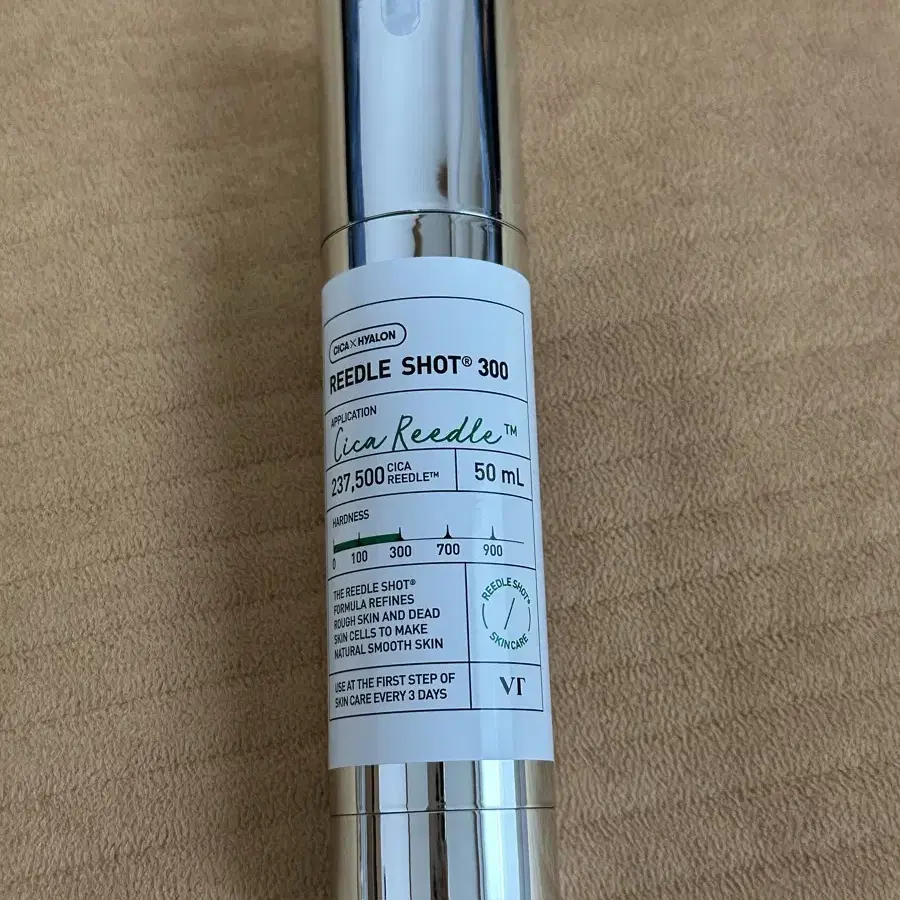 CICA × HYALON
REEDLE SHOT® 300
APPLICATION
Cica Reedle™
237,500 CICA REEDLE™
50 mL
HARDNESS
0 100 300 700 900
THE REEDLE SHOT®
FORMULA REFINES
ROUGH SKIN AND DEAD
SKIN CELLS TO MAKE
NATURAL SMOOTH SKIN
REEDLE SHOT®
SKINCARE
USE AT THE FIRST STEP OF
SKIN CARE EVERY 3 DAYS
VT